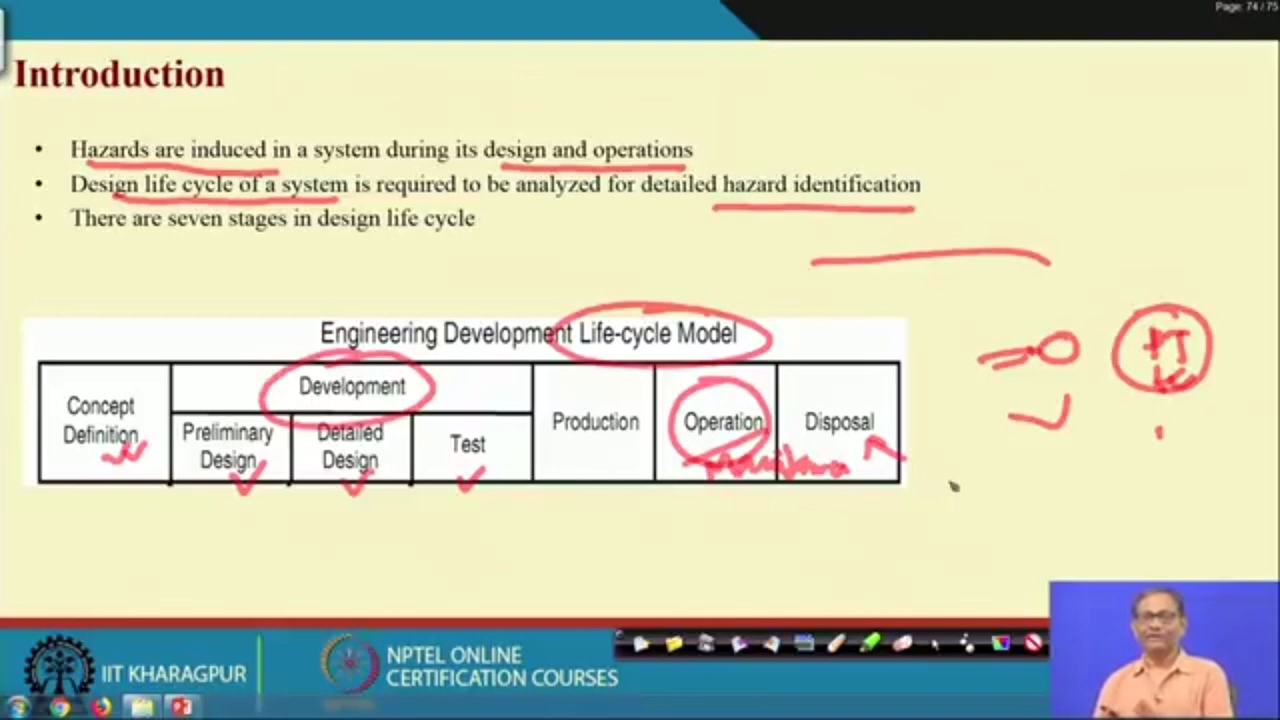 Page: 74 / 75
Introduction
• Hazards are induced in a system during its design and operations
• Design life cycle of a system is required to be analyzed for detailed hazard identification
• There are seven stages in design life cycle
Engineering Development Life-cycle Model
Concept
Definition
Development
Preliminary
Design
Detailed
Design
Test
Production
Operation
Disposal
IIT KHARAGPUR
NPTEL ONLINE
CERTIFICATION COURSES